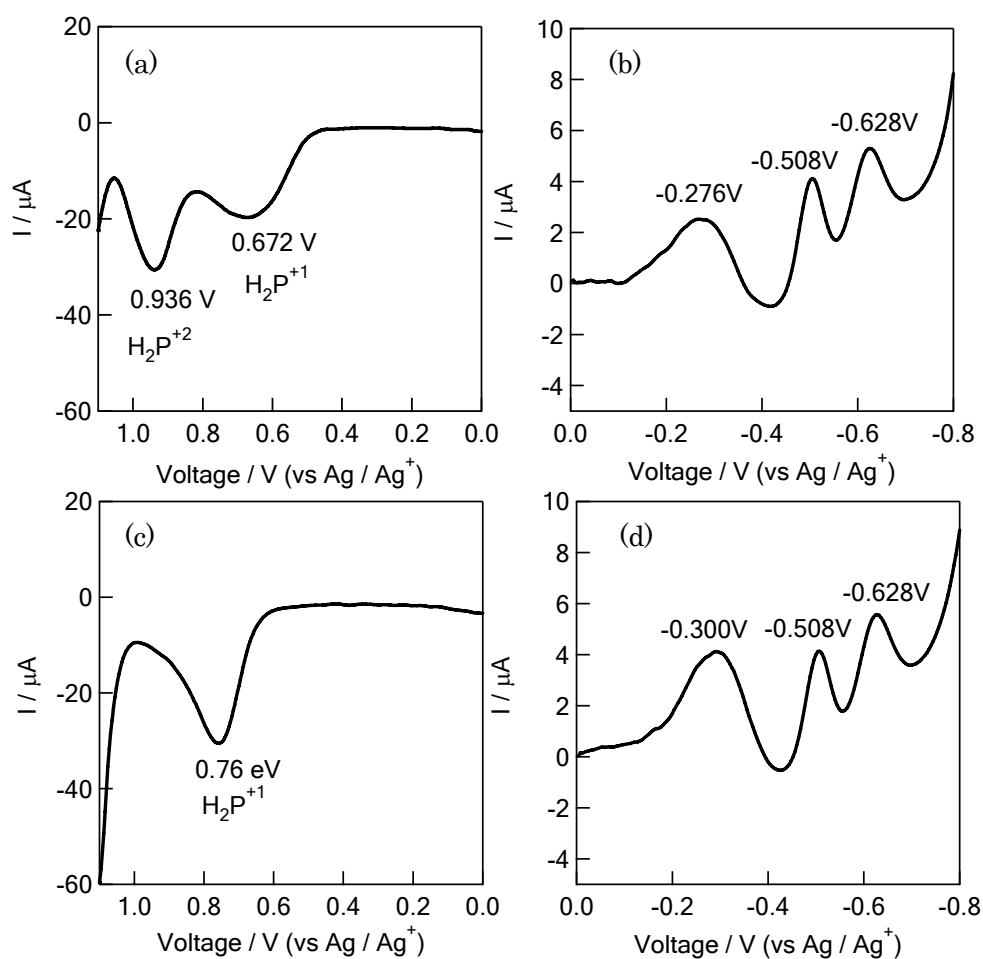 20
0
-20
-40
-60
I / μA
(a)
0.672 V
H2P+1
0.936 V
H2P+2
1.0 0.8 0.6 0.4 0.2 0.0
Voltage / V (vs Ag / Ag+)
10
8
6
4
2
0
-2
-4
I / μA
(b)
-0.628V
-0.508V
-0.276V
0.0 -0.2 -0.4 -0.6 -0.8
Voltage / V (vs Ag / Ag+)
20
0
-20
-40
-60
I / μA
(c)
0.76 eV
H2P+1
1.0 0.8 0.6 0.4 0.2 0.0
Voltage / V (vs Ag / Ag+)
10
8
6
4
2
0
-2
-4
I / μA
(d)
-0.628V
-0.300V -0.508V
0.0 -0.2 -0.4 -0.6 -0.8
Voltage / V (vs Ag / Ag+)